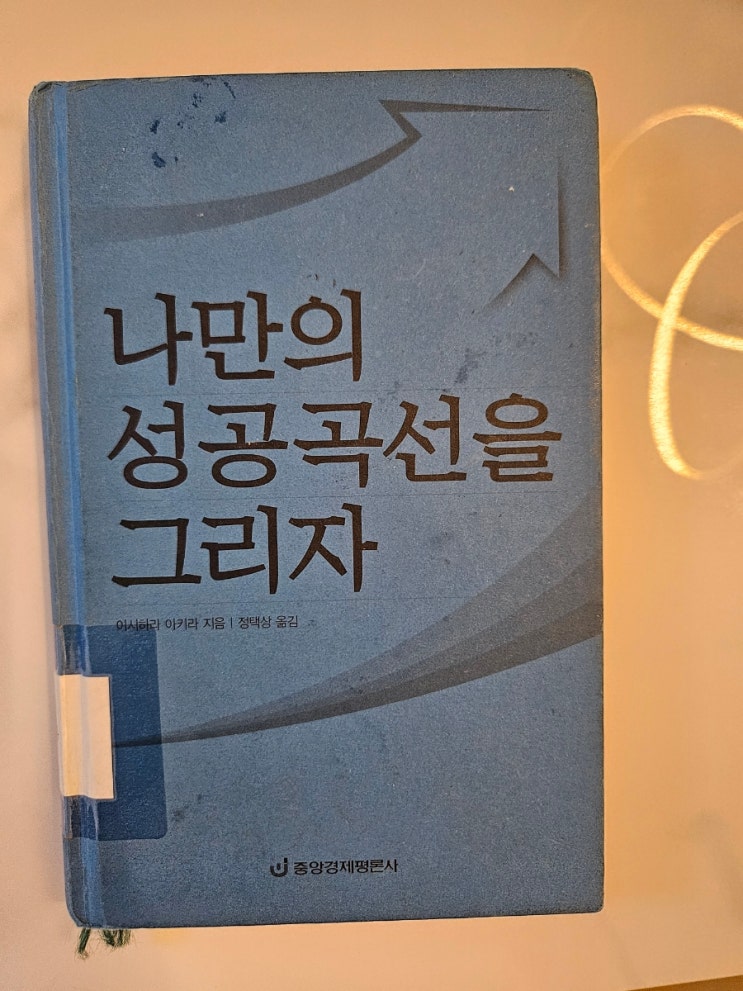 나만의
성공곡선을
그리자
이시하라 아키라 지음 | 정택상 옮김
중앙경제평론사